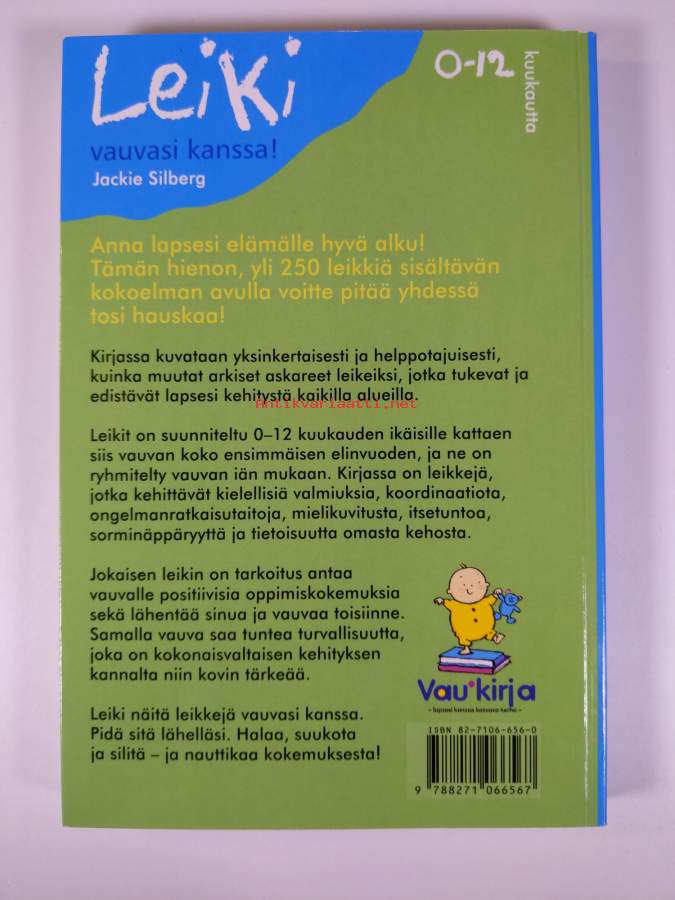 Leiki
0-12
kuukautta
vauvasi kanssa!
Jackie Silberg
Anna lapsesi elämälle hyvä alku!
Tämän hienon, yli 250 leikkiä sisältävän
kokoelman avulla voitte pitää yhdessä
tosi hauskaa!
Kirjassa kuvataan yksinkertaisesti ja helppotajuisesti,
kuinka muutat arkiset askareet leikeiksi, jotka tukevat ja
edistävät lapsesi kehitystä kaikilla alueilla.
Antikvariaatti.net
Leikit on suunniteltu 0–12 kuukauden ikäisille kattaen
siis vauvan koko ensimmäisen elinvuoden, ja ne on
ryhmitelty vauvan iän mukaan. Kirjassa on leikkejä,
jotka kehittävät kielellisiä valmiuksia, koordinaatiota,
ongelmanratkaisutaitoja, mielikuvitusta, itsetuntoa,
sorminäppäryyttä ja tietoisuutta omasta kehosta.
Jokaisen leikin on tarkoitus antaa
vauvalle positiivisia oppimiskokemuksia
sekä lähentää sinua ja vauvaa toisiinne.
Samalla vauva saa tuntea turvallisuutta,
joka on kokonaisvaltaisen kehityksen
kannalta niin kovin tärkeää.
Leiki näitä leikkejä vauvasi kanssa.
Pidä sitä lähelläsi. Halaa, suukota
ja silitä – ja nauttikaa kokemuksesta!
Vau•kirja
- lapsesi kanssa kasvava kerho -
ISBN 82-7106-656-0
9 788271 066567